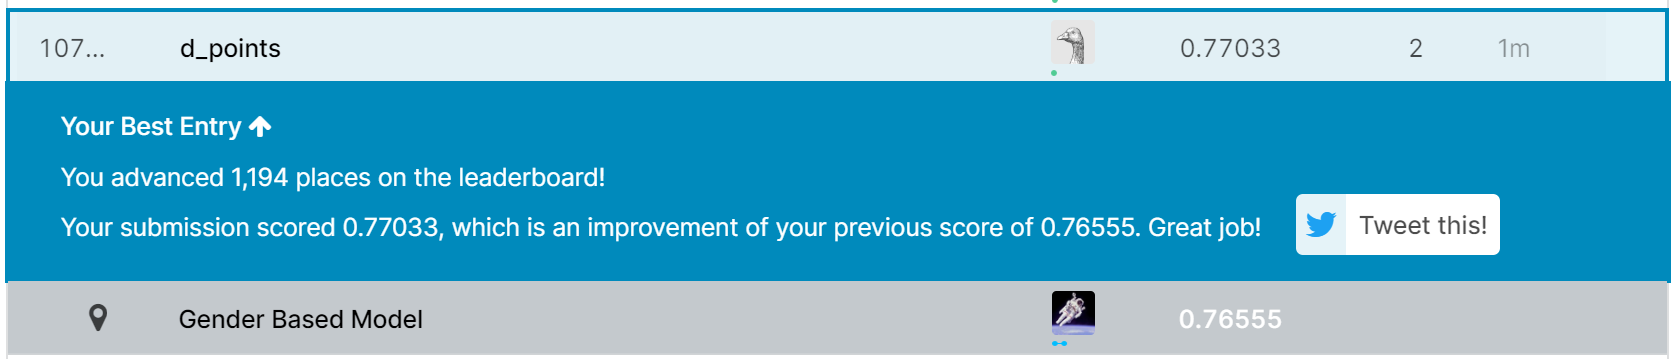 107... d_points 0.77033 2 1m
Your Best Entry
You advanced 1,194 places on the leaderboard!
Your submission scored 0.77033, which is an improvement of your previous score of 0.76555. Great job! Tweet this!
Gender Based Model 0.76555